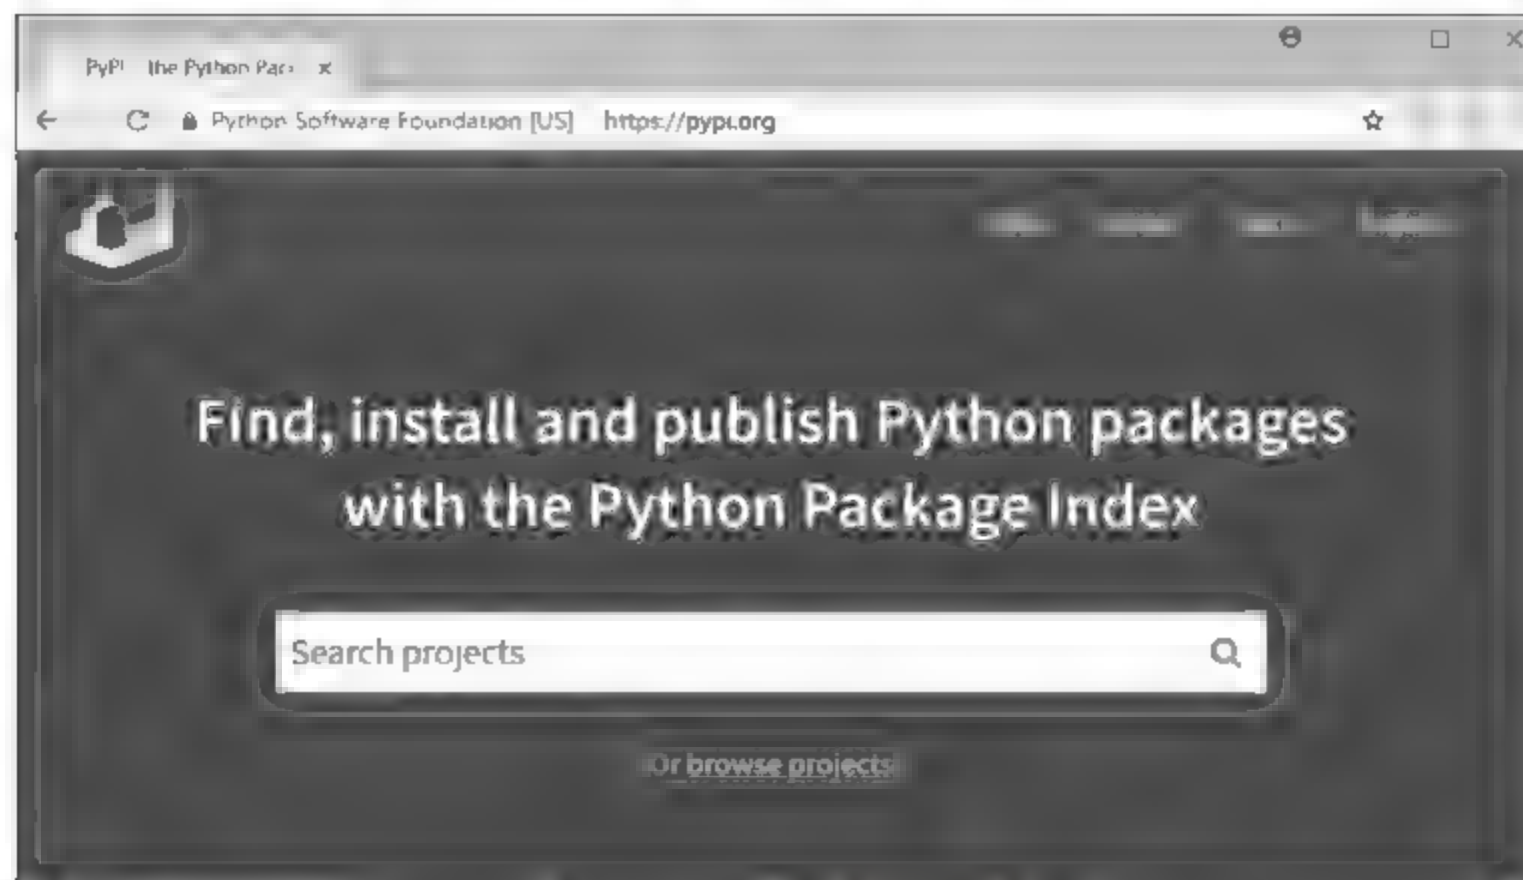 PyPI the Python Pac
Python Software Foundation [US] https://pypi.org
Find, install and publish Python packages
with the Python Package Index
Search projects
Or browse projects